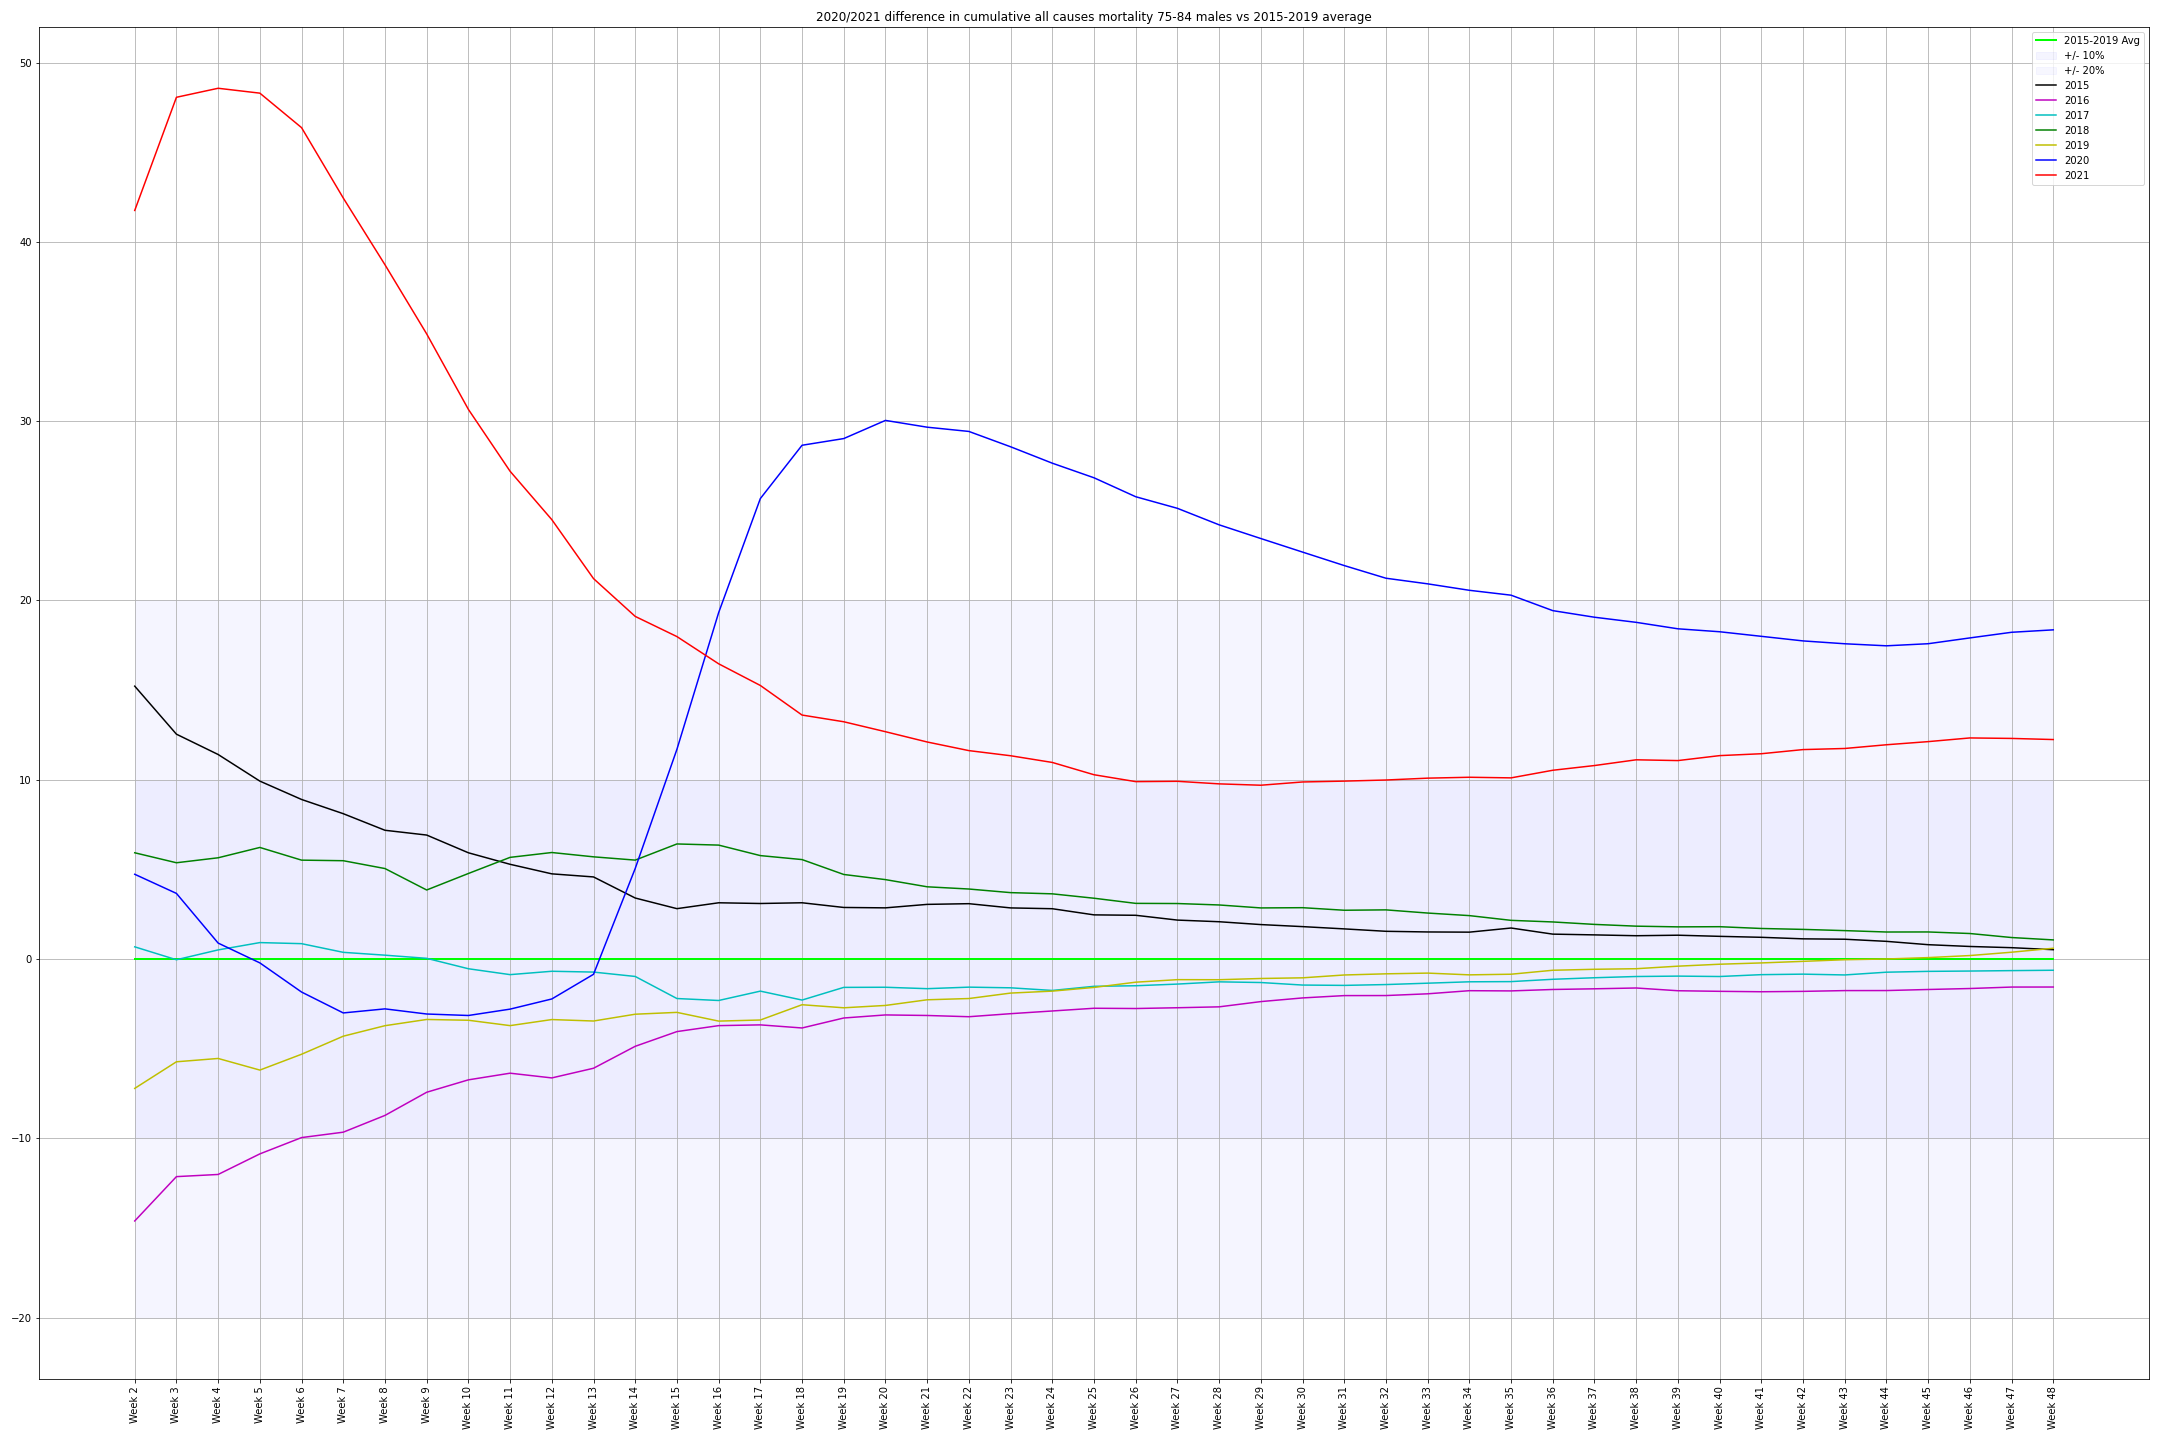 2020/2021 difference in cumulative all causes mortality 75-84 males vs 2015-2019 average
2015-2019 Avg
+/- 10%
+/- 20%
2015
2016
2017
2018
2019
2020
2021
50
40
30
20
10
0
−10
−20
Week 2
Week 3
Week 4
Week 5
Week 6
Week 7
Week 8
Week 9
Week 10
Week 11
Week 12
Week 13
Week 14
Week 15
Week 16
Week 17
Week 18
Week 19
Week 20
Week 21
Week 22
Week 23
Week 24
Week 25
Week 26
Week 27
Week 28
Week 29
Week 30
Week 31
Week 32
Week 33
Week 34
Week 35
Week 36
Week 37
Week 38
Week 39
Week 40
Week 41
Week 42
Week 43
Week 44
Week 45
Week 46
Week 47
Week 48